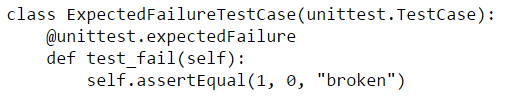 class ExpectedFailureTestCase(unittest.TestCase):
    @unittest.expectedFailure
    def test_fail(self):
        self.assertEqual(1, 0, "broken")